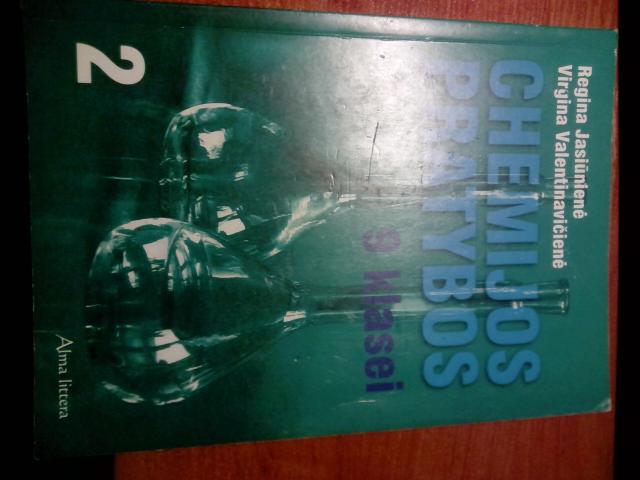 Regina Jasiūnienė
Virgina Valentinavičienė
CHEMIJOS
PRATYBOS
9 klasei
2
Alma littera